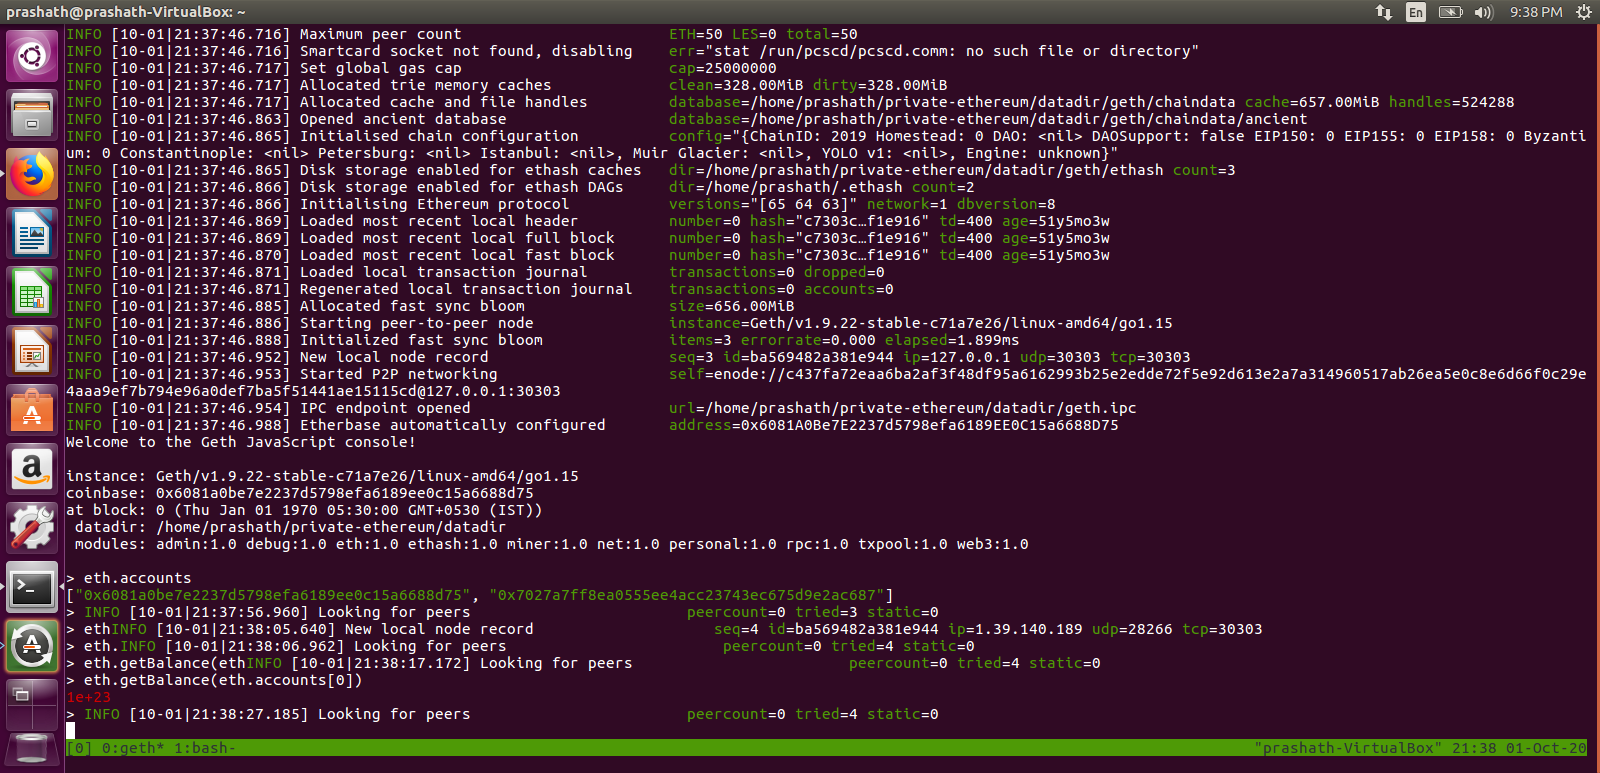 prashath@prashath-VirtualBox: ~ En 9:38 PM
INFO [10-01|21:37:46.716] Maximum peer count ETH=50 LES=0 total=50
INFO [10-01|21:37:46.716] Smartcard socket not found, disabling err="stat /run/pcscd/pcscd.comm: no such file or directory"
INFO [10-01|21:37:46.717] Set global gas cap cap=25000000
INFO [10-01|21:37:46.717] Allocated trie memory caches clean=328.00MiB dirty=328.00MiB
INFO [10-01|21:37:46.717] Allocated cache and file handles database=/home/prashath/private-ethereum/datadir/geth/chaindata cache=657.00MiB handles=524288
INFO [10-01|21:37:46.863] Opened ancient database database=/home/prashath/private-ethereum/datadir/geth/chaindata/ancient
INFO [10-01|21:37:46.865] Initialised chain configuration config="{ChainID: 2019 Homestead: 0 DAO: <nil> DAOSupport: false EIP150: 0 EIP155: 0 EIP158: 0 Byzanti
um: 0 Constantinople: <nil> Petersburg: <nil> Istanbul: <nil>, Muir Glacier: <nil>, YOLO v1: <nil>, Engine: unknown}"
INFO [10-01|21:37:46.865] Disk storage enabled for ethash caches dir=/home/prashath/private-ethereum/datadir/geth/ethash count=3
INFO [10-01|21:37:46.866] Disk storage enabled for ethash DAGs dir=/home/prashath/.ethash count=2
INFO [10-01|21:37:46.866] Initialising Ethereum protocol versions="[65 64 63]" network=1 dbversion=8
INFO [10-01|21:37:46.869] Loaded most recent local header number=0 hash="c7303c…f1e916" td=400 age=51y5mo3w
INFO [10-01|21:37:46.869] Loaded most recent local full block number=0 hash="c7303c…f1e916" td=400 age=51y5mo3w
INFO [10-01|21:37:46.870] Loaded most recent local fast block number=0 hash="c7303c…f1e916" td=400 age=51y5mo3w
INFO [10-01|21:37:46.871] Loaded local transaction journal transactions=0 dropped=0
INFO [10-01|21:37:46.871] Regenerated local transaction journal transactions=0 accounts=0
INFO [10-01|21:37:46.885] Allocated fast sync bloom size=656.00MiB
INFO [10-01|21:37:46.886] Starting peer-to-peer node instance=Geth/v1.9.22-stable-c71a7e26/linux-amd64/go1.15
INFO [10-01|21:37:46.888] Initialized fast sync bloom items=3 errorrate=0.000 elapsed=1.899ms
INFO [10-01|21:37:46.952] New local node record seq=3 id=ba569482a381e944 ip=127.0.0.1 udp=30303 tcp=30303
INFO [10-01|21:37:46.953] Started P2P networking self=enode://c437fa72eaa6ba2af3f48df95a6162993b25e2edde72f5e92d613e2a7a314960517ab26ea5e0c8e6d66f0c29e
4aaa9ef7b794e96a0def7ba5f51441ae15115cd@127.0.0.1:30303
INFO [10-01|21:37:46.954] IPC endpoint opened url=/home/prashath/private-ethereum/datadir/geth.ipc
INFO [10-01|21:37:46.988] Etherbase automatically configured address=0x6081A0Be7E2237d5798efa6189EE0C15a6688D75
Welcome to the Geth JavaScript console!
instance: Geth/v1.9.22-stable-c71a7e26/linux-amd64/go1.15
coinbase: 0x6081a0be7e2237d5798efa6189ee0c15a6688d75
at block: 0 (Thu Jan 01 1970 05:30:00 GMT+0530 (IST))
datadir: /home/prashath/private-ethereum/datadir
modules: admin:1.0 debug:1.0 eth:1.0 ethash:1.0 miner:1.0 net:1.0 personal:1.0 rpc:1.0 txpool:1.0 web3:1.0
> eth.accounts
["0x6081a0be7e2237d5798efa6189ee0c15a6688d75", "0x7027a7ff8ea0555ee4acc23743ec675d9e2ac687"]
> INFO [10-01|21:37:56.960] Looking for peers peercount=0 tried=3 static=0
> ethINFO [10-01|21:38:05.640] New local node record seq=4 id=ba569482a381e944 ip=1.39.140.189 udp=28266 tcp=30303
> eth.INFO [10-01|21:38:06.962] Looking for peers peercount=0 tried=4 static=0
> eth.getBalance(ethINFO [10-01|21:38:17.172] Looking for peers peercount=0 tried=4 static=0
> eth.getBalance(eth.accounts[0])
1e+23
> INFO [10-01|21:38:27.185] Looking for peers peercount=0 tried=4 static=0
[0] 0:geth* 1:bash- "prashath-VirtualBox" 21:38 01-Oct-20